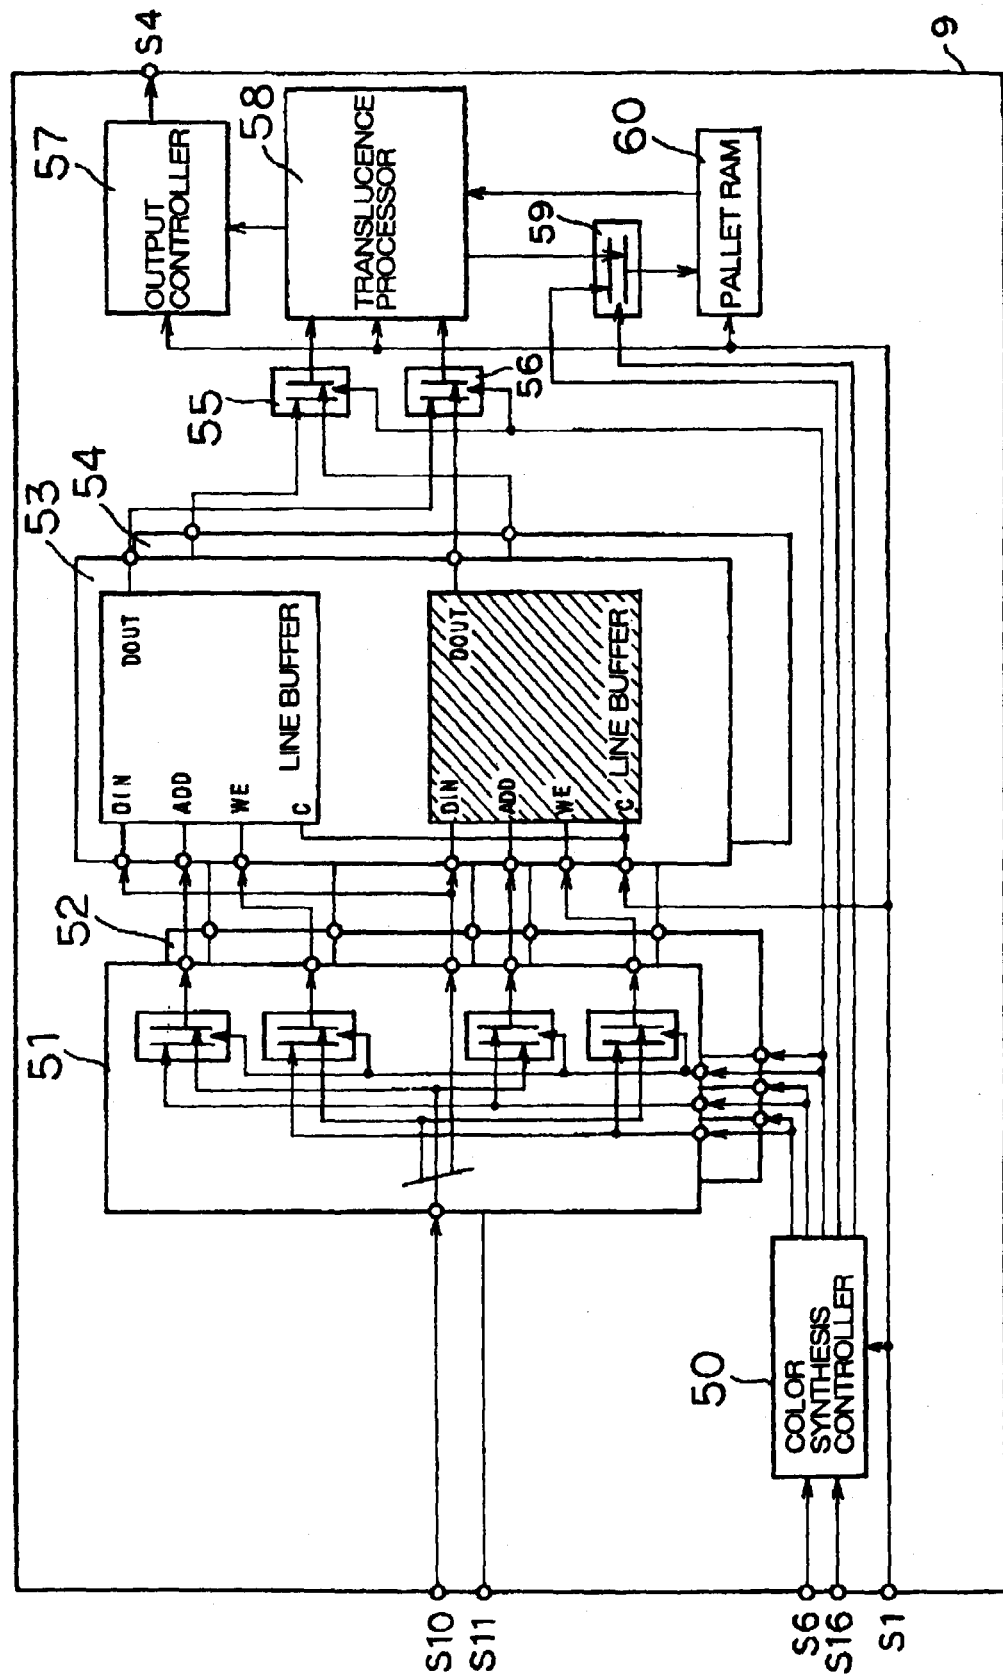 S4
9
57
OUTPUT
CONTROLLER
58
TRANSLUCENCE
PROCESSOR
59
60
PALLET RAM
55
56
53
54
DOUT
DIN
ADD
WE
C
LINE BUFFER
DOUT
DIN
ADD
WE
C
LINE BUFFER
51
52
50
COLOR
SYNTHESIS
CONTROLLER
S10
S11
S6
S16
S1